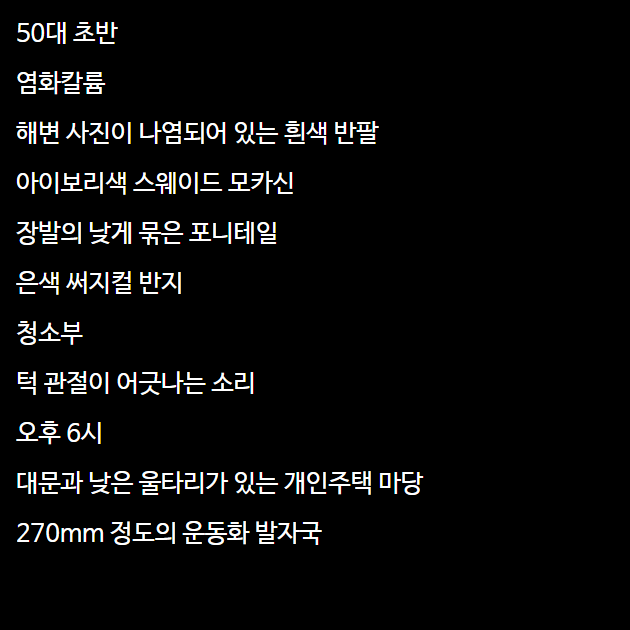 50대 초반
염화칼륨
해변 사진이 나염되어 있는 흰색 반팔
아이보리색 스웨이드 모카신
장발의 낮게 묶은 포니테일
은색 써지컬 반지
청소부
턱 관절이 어긋나는 소리
오후 6시
대문과 낮은 울타리가 있는 개인주택 마당
270mm 정도의 운동화 발자국